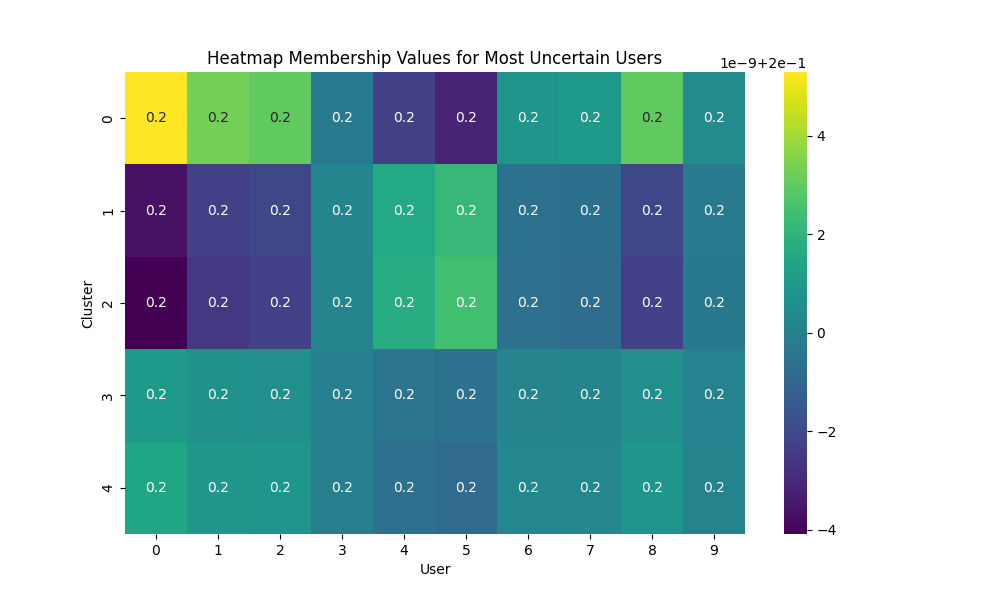 Heatmap Membership Values for Most Uncertain Users
1e−9+2e−1
0 0.2 0.2 0.2 0.2 0.2 0.2 0.2 0.2 0.2 0.2
1 0.2 0.2 0.2 0.2 0.2 0.2 0.2 0.2 0.2 0.2
2 0.2 0.2 0.2 0.2 0.2 0.2 0.2 0.2 0.2 0.2
3 0.2 0.2 0.2 0.2 0.2 0.2 0.2 0.2 0.2 0.2
4 0.2 0.2 0.2 0.2 0.2 0.2 0.2 0.2 0.2 0.2
Cluster
0 1 2 3 4 5 6 7 8 9
User
4
2
0
−2
−4